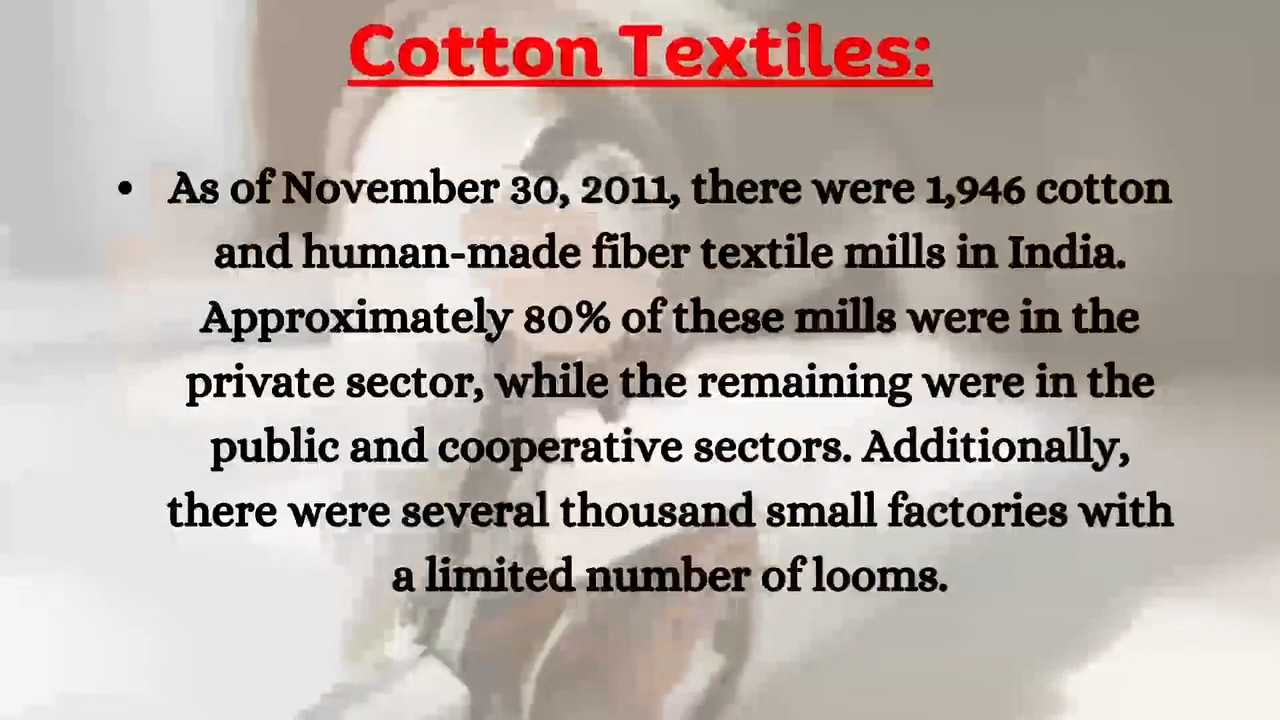 Cotton Textiles:
• As of November 30, 2011, there were 1,946 cotton
and human-made fiber textile mills in India.
Approximately 80% of these mills were in the
private sector, while the remaining were in the
public and cooperative sectors. Additionally,
there were several thousand small factories with
a limited number of looms.